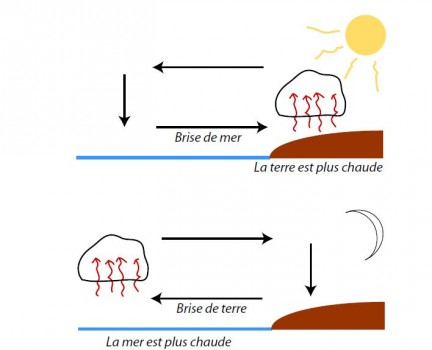 Brise de mer
La terre est plus chaude
Brise de terre
La mer est plus chaude